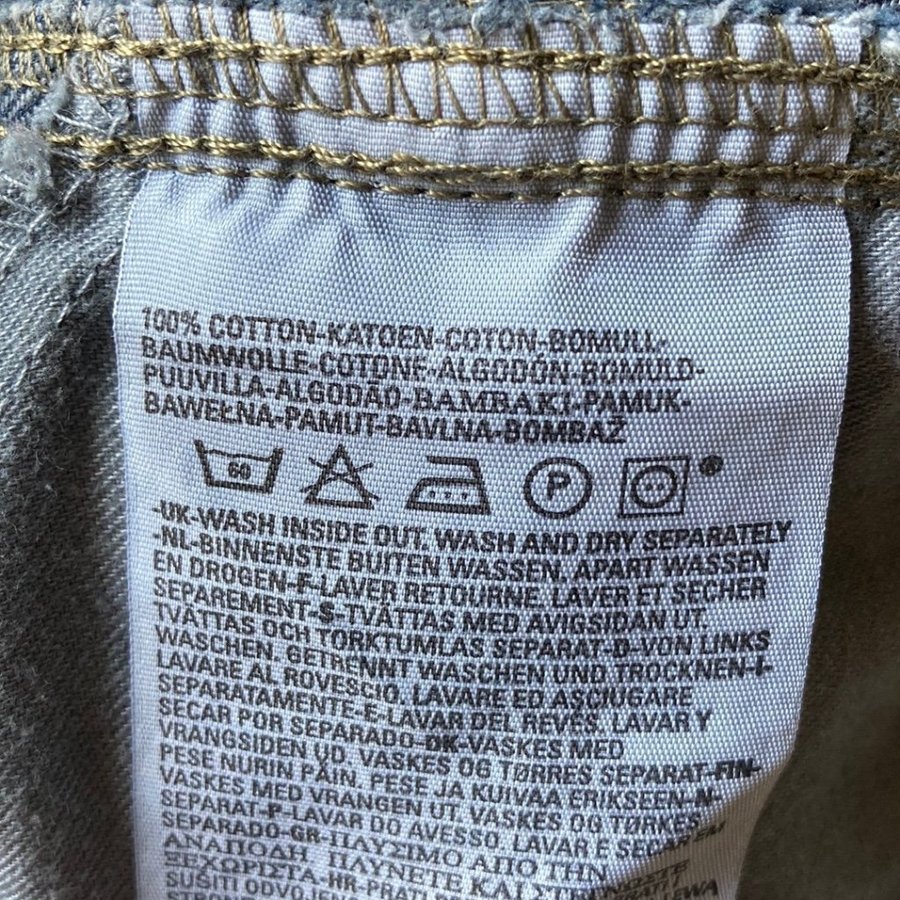 100% COTTON-KATOEN-COTON-BOMULL-
BAUMWOLLE-COTONE-ALGODÓN-BOMULD-
PUUVILLA-ALGODÃO-BAMBAKI-PAMUK-
BAWEŁNA-PAMUT-BAVLNA-BOMBAŽ
60 P ®
-UK-WASH INSIDE OUT. WASH AND DRY SEPARATELY
-NL-BINNENSTE BUITEN WASSEN. APART WASSEN
EN DROGEN-F-LAVER RETOURNE. LAVER ET SECHER
SEPAREMENT-S-TVÄTTAS MED AVIGSIDAN UT.
TVÄTTAS OCH TORKTUMLAS SEPARAT-D-VON LINKS
WASCHEN. GETRENNT WASCHEN UND TROCKNEN-I-
LAVARE AL ROVESCIO. LAVARE ED ASCIUGARE
SEPARATAMENTE-E-LAVAR DEL REVÉS. LAVAR Y
SECAR POR SEPARADO-DK-VASKES MED
VRANGSIDEN UD. VASKES OG TØRRES SEPARAT-FIN-
PESE NURIN PÄIN. PESE JA KUIVAA ERIKSEEN-N-
VASKES MED VRANGEN UT. VASKES OG TØRKES
SEPARAT-P-LAVAR DO AVESSO. LAVAR E SECAR EM
SEPARADO-GR-ΠΛΥΣΙΜΟ ΑΠΟ ΤΗΝ
ΑΝΑΠΟΔΗ ΠΛΥΝΕΤΕ ΚΑΙ ΣΤΕΓΝΩΣΤΕ
ΞΕΧΩΡΙΣΤΑ-HR-PRATI
SUŠITI ODVOJENO